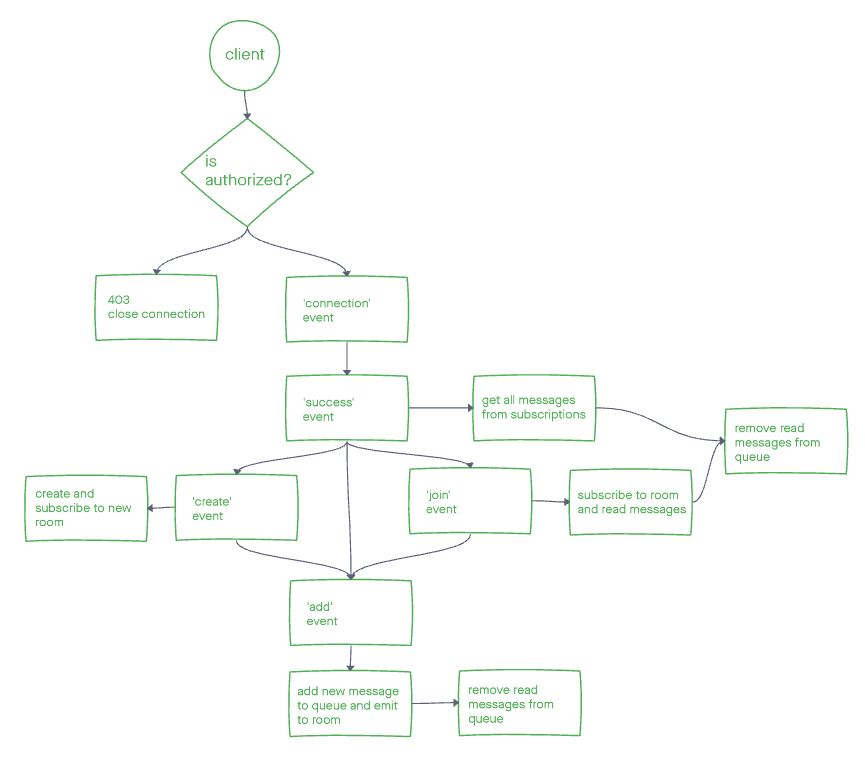 client
is
authorized?
403
close connection
'connection'
event
'success'
event
get all messages
from subscriptions
remove read
messages from
queue
create and
subscribe to new
room
'create'
event
'join'
event
subscribe to room
and read messages
'add'
event
add new message
to queue and emit
to room
remove read
messages from
queue